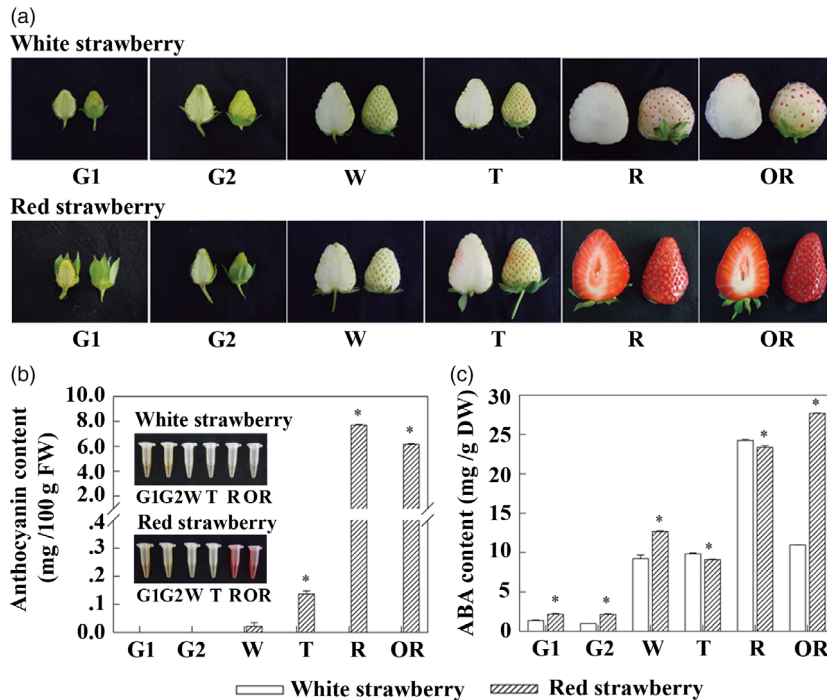 (a)
White strawberry
G1 G2 W T R OR
Red strawberry
G1 G2 W T R OR
(b)
Anthocyanin content
(mg /100 g FW)
10.0
8.0
6.0
4.0
.4
.3
.2
.1
0.0
White strawberry
G1G2W T R OR
Red strawberry
G1G2W T R OR
*
*
*
G1 G2 W T R OR
(c)
ABA content (mg /g DW)
30
25
20
15
10
5
0
*
*
*
*
*
*
G1 G2 W T R OR
White strawberry Red strawberry